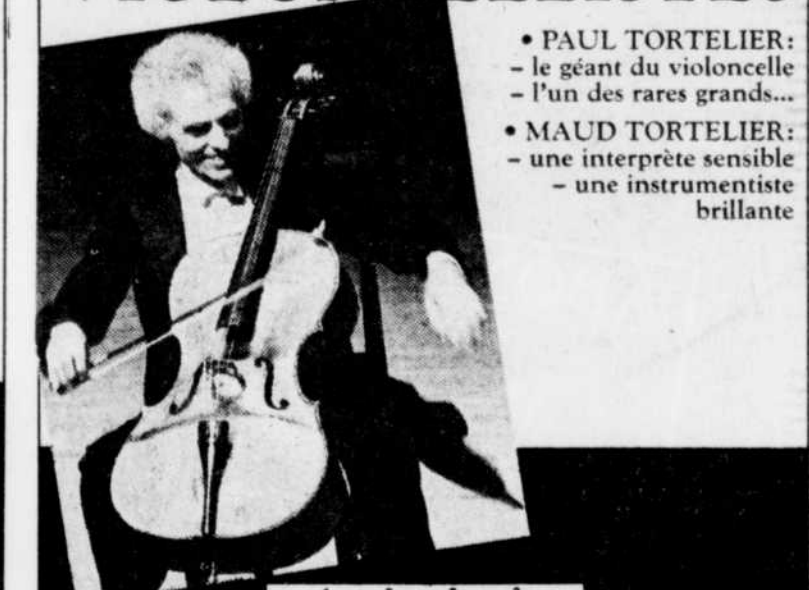 • PAUL TORTELIER:
– le géant du violoncelle
– l'un des rares grands...
• MAUD TORTELIER:
– une interprète sensible
– une instrumentiste
brillante